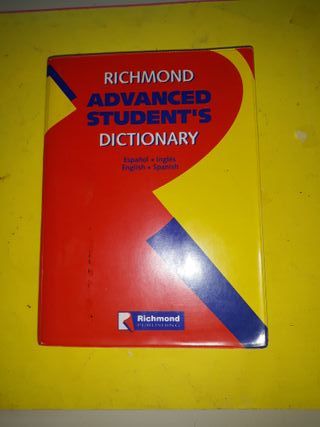 RICHMOND
ADVANCED
STUDENT'S
DICTIONARY
Español • Inglés
English • Spanish
Richmond
PUBLISHING